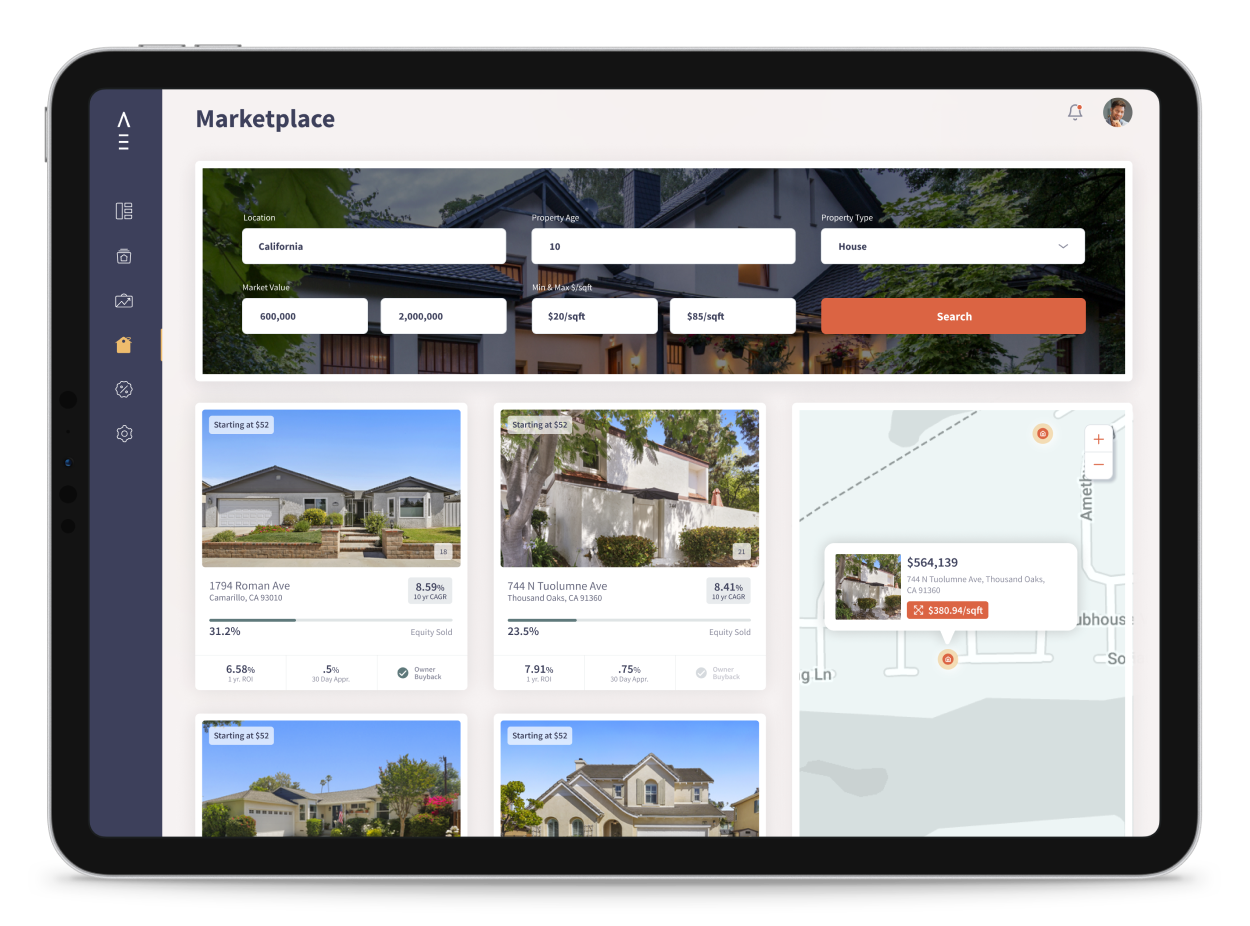 Marketplace
Location
Property Age
Property Type
California
10
House
Market Value
Min & Max $/sqft
600,000
2,000,000
$20/sqft
$85/sqft
Search
Starting at $52
18
1794 Roman Ave
Camarillo, CA 93010
8.59%
10 yr CAGR
31.2%
Equity Sold
6.58%
1 yr. ROI
.5%
30 Day Appr.
Owner
Buyback
Starting at $52
21
744 N Tuolumne Ave
Thousand Oaks, CA 91360
8.41%
10 yr CAGR
23.5%
Equity Sold
7.91%
1 yr. ROI
.75%
30 Day Appr.
Owner
Buyback
+
−
Ameth
$564,139
744 N Tuolumne Ave, Thousand Oaks,
CA 91360
$380.94/sqft
ubhouse
So
g Ln
Starting at $52
Starting at $52